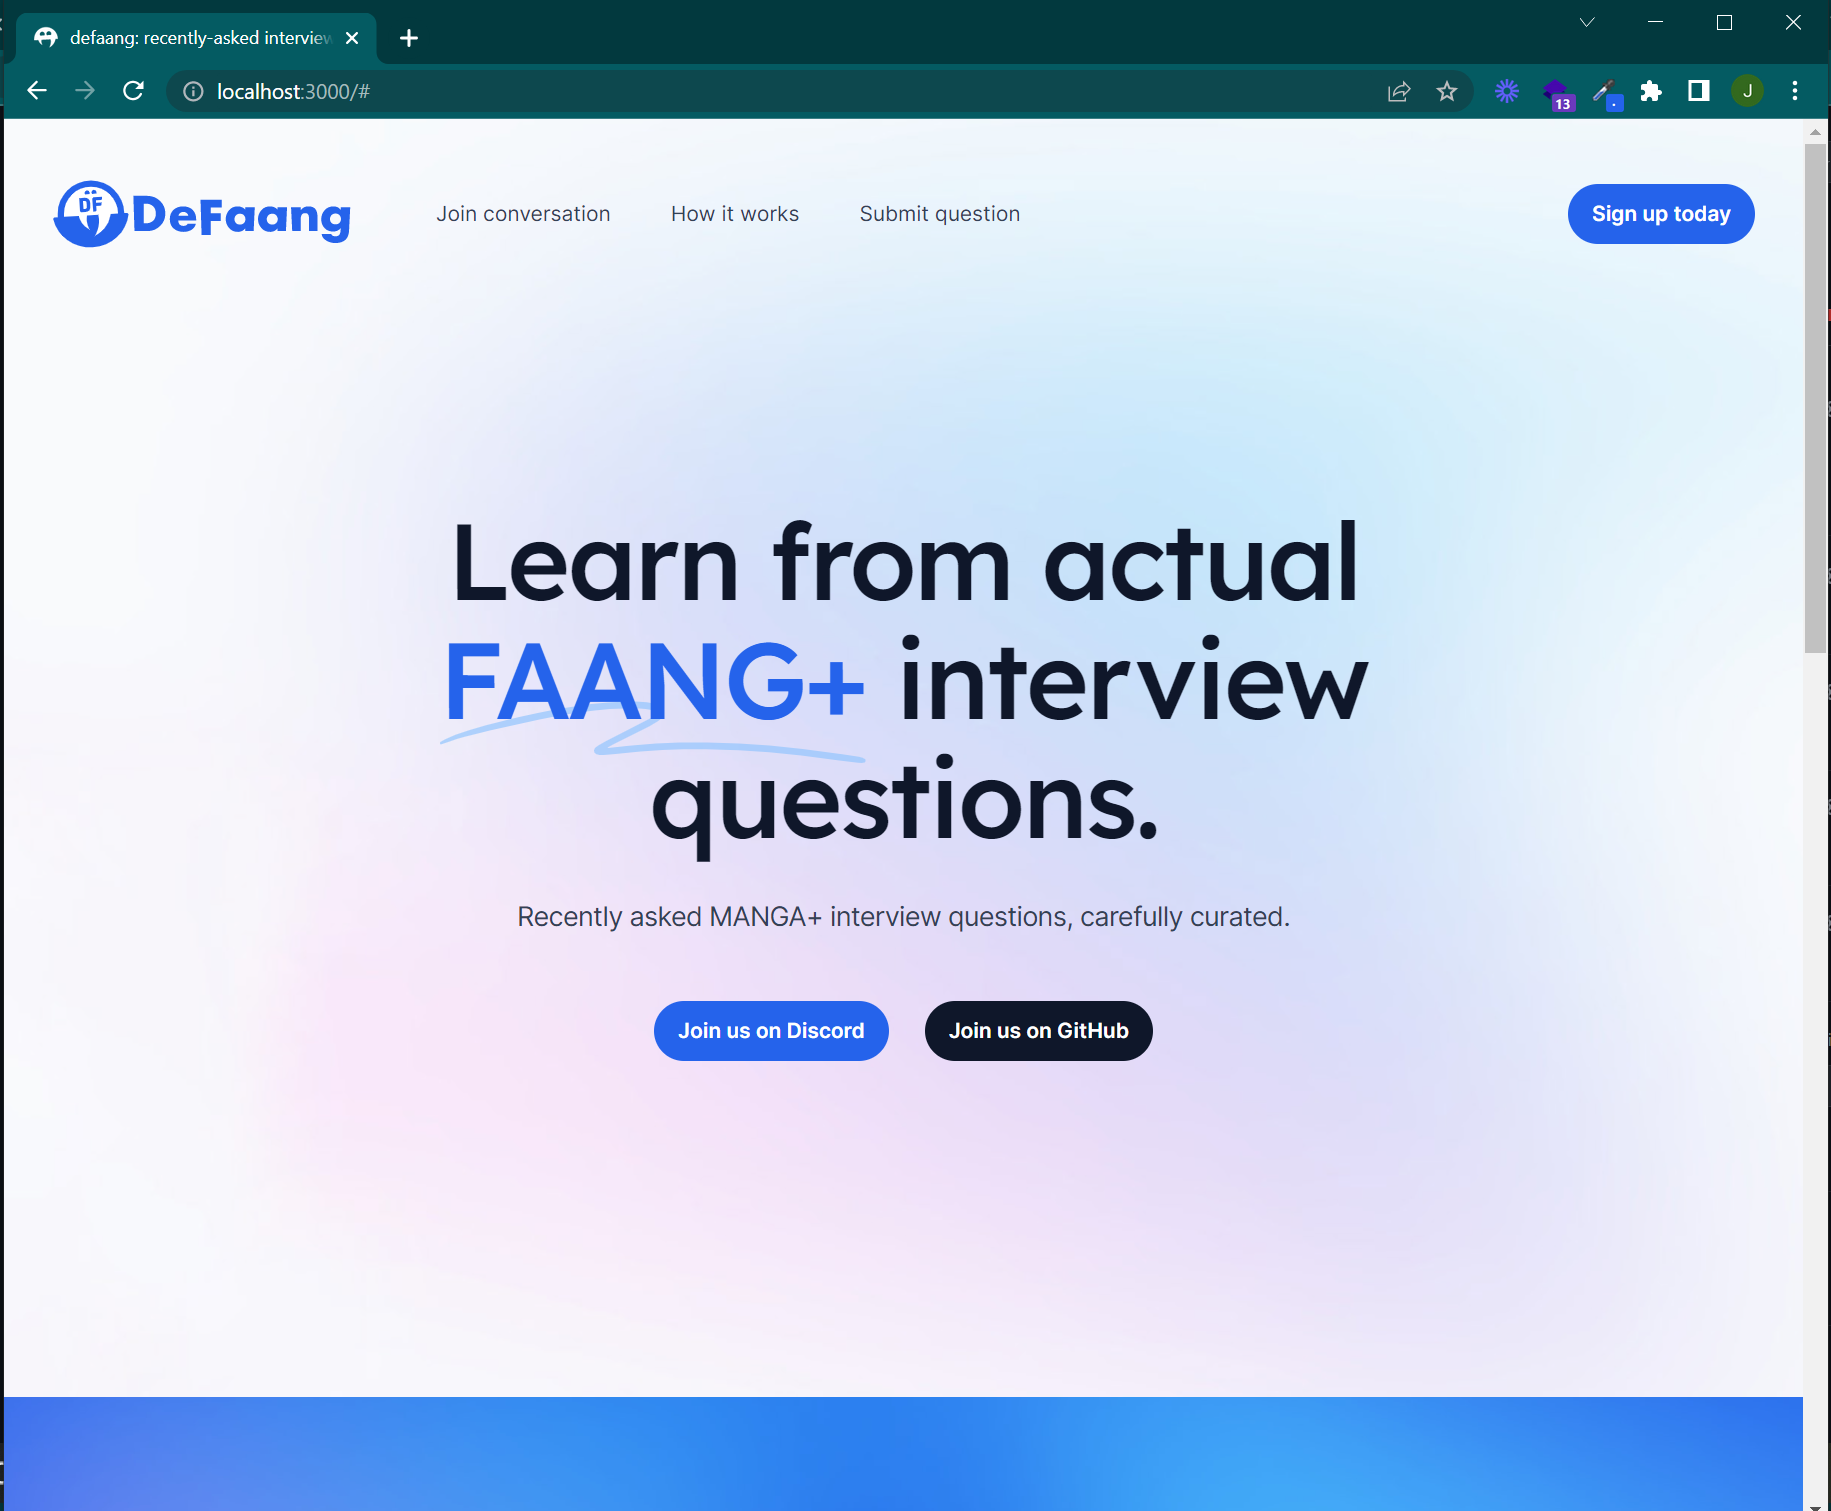 defaang: recently-asked interview
localhost:3000/#
13
J
DF
DeFaang
Join conversation
How it works
Submit question
Sign up today
Learn from actual
FAANG+ interview
questions.
Recently asked MANGA+ interview questions, carefully curated.
Join us on Discord
Join us on GitHub